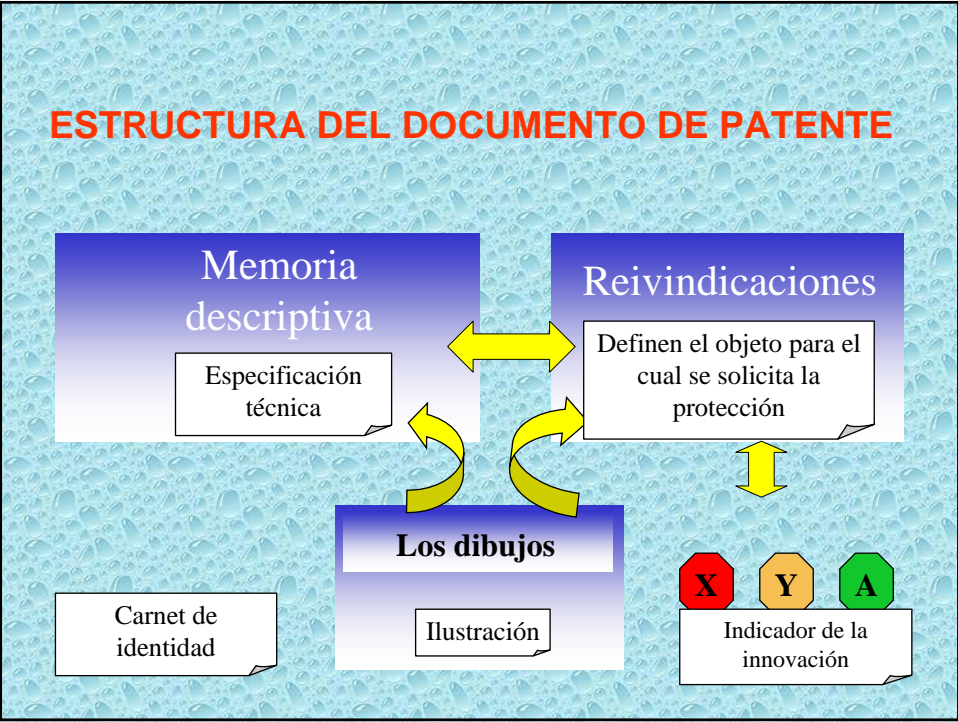 ESTRUCTURA DEL DOCUMENTO DE PATENTE
Memoria
descriptiva
Especificación
técnica
Reivindicaciones
Definen el objeto para el
cual se solicita la
protección
Los dibujos
Ilustración
Carnet de
identidad
X Y A
Indicador de la
innovación